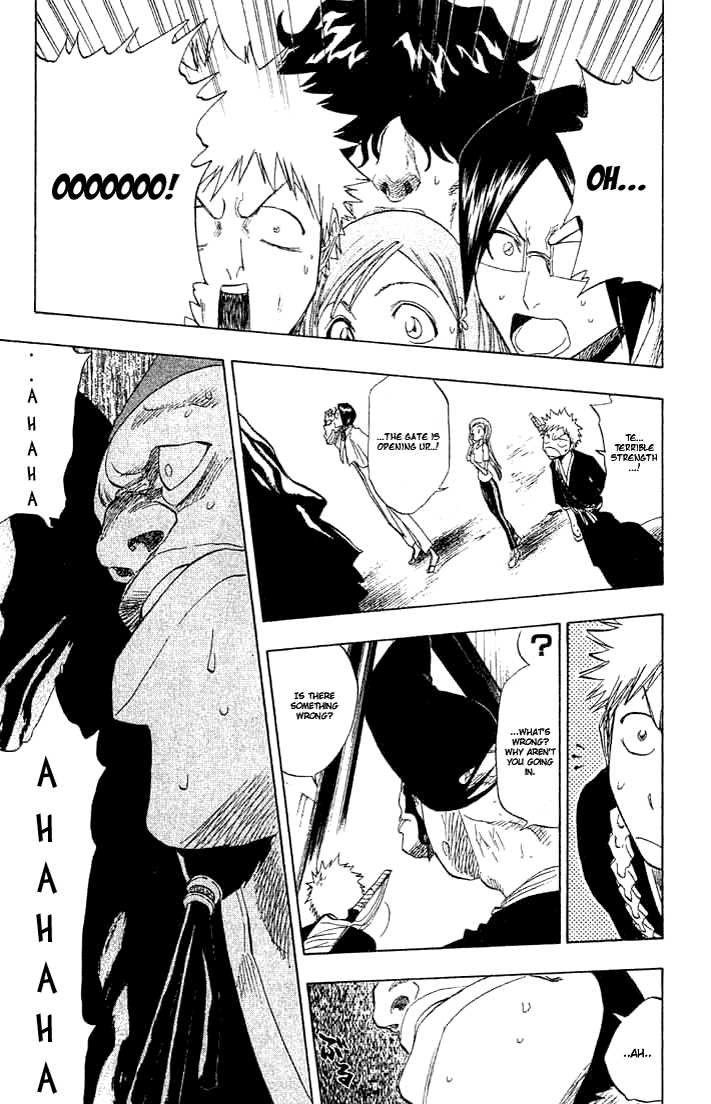 OH...
OOOOOOO!
TE...
TERRIBLE
STRENGTH
...!
...THE GATE IS
OPENING UP..!
?
...WHAT'S
WRONG?
WHY AREN'T
YOU GOING
IN.
IS THERE
SOMETHING
WRONG?
..AH..
..AHAHA
AHAHAHA